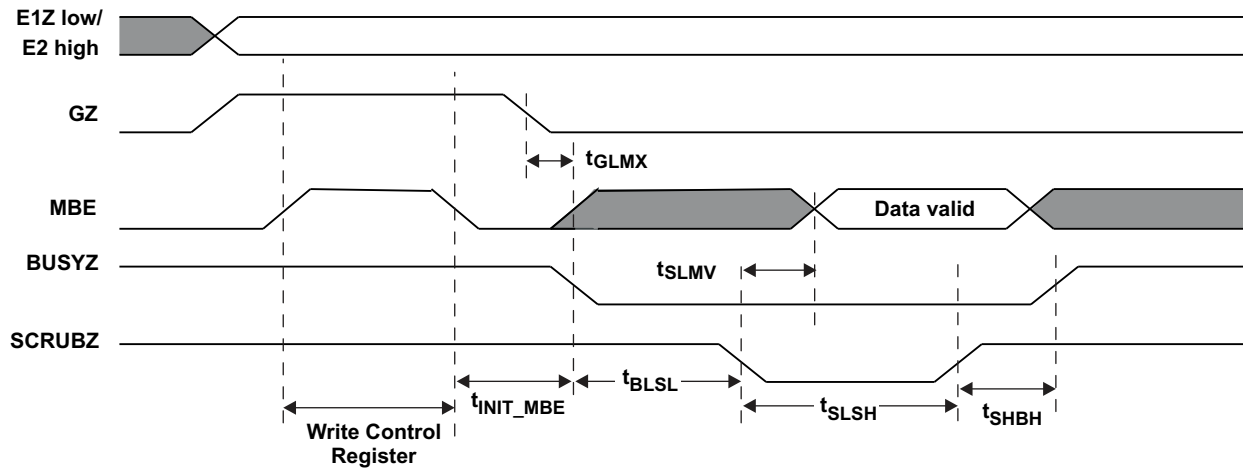 E1Z low/
E2 high
GZ
tGLMX
MBE
Data valid
BUSYZ
tSLMV
SCRUBZ
tBLSL
tINIT_MBE
tSLSH
tSHBH
Write Control
Register